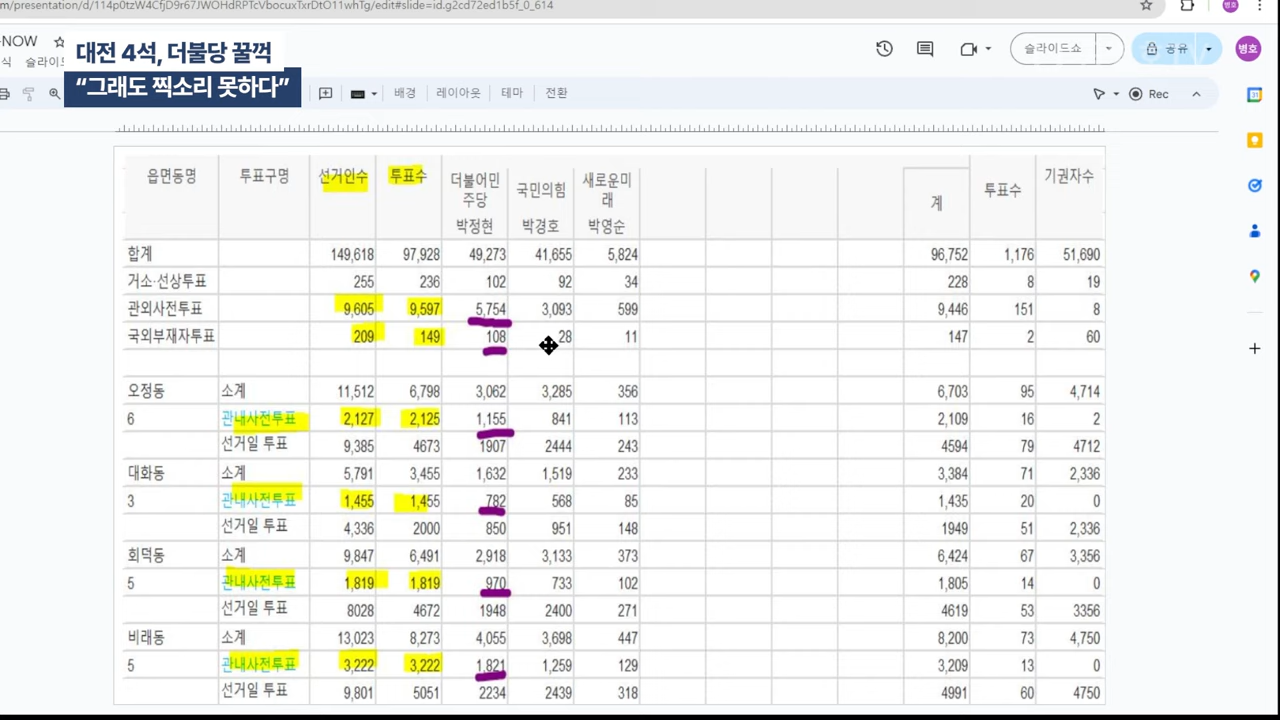 m/presentation/d/114p0tzW4CfjD9r67JWOHdRPTcVbocuxTxrDtO11whTg/edit#slide=id.g2cd72ed1b5f_0_614
-NOW
대전 4석, 더불당 꿀꺽
“그래도 찍소리 못하다”
식 슬라이드
슬라이드쇼 공유 병호
배경 레이아웃 테마 전환 Rec
읍면동명 투표구명 선거인수 투표수 더불어민주당 박정현 국민의힘 박경호 새로운미래 박영순 계 투표수 기권자수
합계 149,618 97,928 49,273 41,655 5,824 96,752 1,176 51,690
거소·선상투표 255 236 102 92 34 228 8 19
관외사전투표 9,605 9,597 5,754 3,093 599 9,446 151 8
국외부재자투표 209 149 108 28 11 147 2 60
오정동 소계 11,512 6,798 3,062 3,285 356 6,703 95 4,714
6 관내사전투표 2,127 2,125 1,155 841 113 2,109 16 2
선거일 투표 9,385 4673 1907 2444 243 4594 79 4712
대화동 소계 5,791 3,455 1,632 1,519 233 3,384 71 2,336
3 관내사전투표 1,455 1,455 782 568 85 1,435 20 0
선거일 투표 4,336 2000 850 951 148 1949 51 2,336
회덕동 소계 9,847 6,491 2,918 3,133 373 6,424 67 3,356
5 관내사전투표 1,819 1,819 970 733 102 1,805 14 0
선거일 투표 8028 4672 1948 2400 271 4619 53 3356
비래동 소계 13,023 8,273 4,055 3,698 447 8,200 73 4,750
5 관내사전투표 3,222 3,222 1,821 1,259 129 3,209 13 0
선거일 투표 9,801 5051 2234 2439 318 4991 60 4750